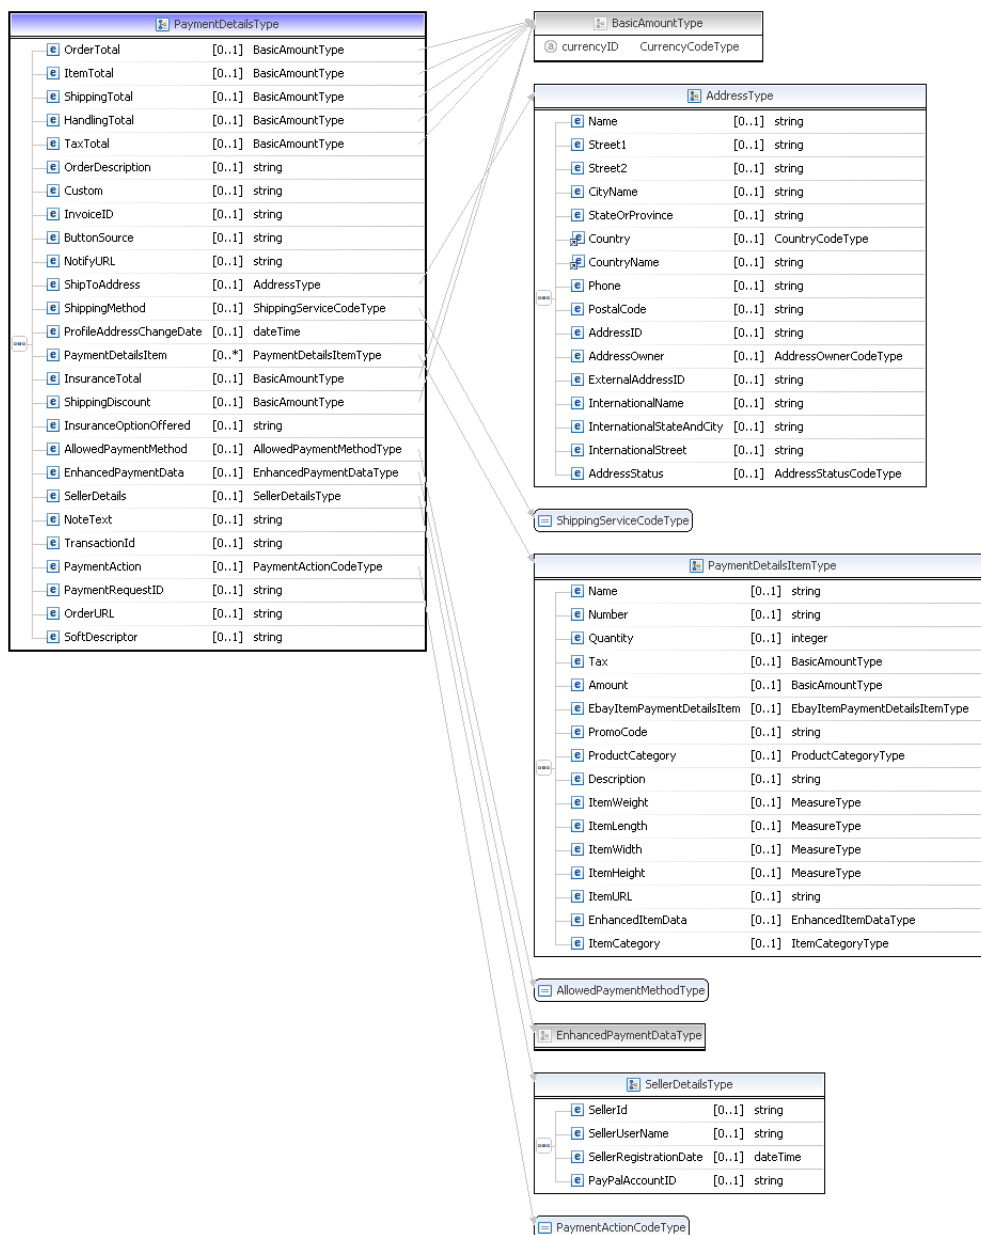 PaymentDetailsType
OrderTotal [0..1] BasicAmountType
ItemTotal [0..1] BasicAmountType
ShippingTotal [0..1] BasicAmountType
HandlingTotal [0..1] BasicAmountType
TaxTotal [0..1] BasicAmountType
OrderDescription [0..1] string
Custom [0..1] string
InvoiceID [0..1] string
ButtonSource [0..1] string
NotifyURL [0..1] string
ShipToAddress [0..1] AddressType
ShippingMethod [0..1] ShippingServiceCodeType
ProfileAddressChangeDate [0..1] dateTime
PaymentDetailsItem [0..*] PaymentDetailsItemType
InsuranceTotal [0..1] BasicAmountType
ShippingDiscount [0..1] BasicAmountType
InsuranceOptionOffered [0..1] string
AllowedPaymentMethod [0..1] AllowedPaymentMethodType
EnhancedPaymentData [0..1] EnhancedPaymentDataType
SellerDetails [0..1] SellerDetailsType
NoteText [0..1] string
TransactionId [0..1] string
PaymentAction [0..1] PaymentActionCodeType
PaymentRequestID [0..1] string
OrderURL [0..1] string
SoftDescriptor [0..1] string
BasicAmountType
currencyID CurrencyCodeType
AddressType
Name [0..1] string
Street1 [0..1] string
Street2 [0..1] string
CityName [0..1] string
StateOrProvince [0..1] string
Country [0..1] CountryCodeType
CountryName [0..1] string
Phone [0..1] string
PostalCode [0..1] string
AddressID [0..1] string
AddressOwner [0..1] AddressOwnerCodeType
ExternalAddressID [0..1] string
InternationalName [0..1] string
InternationalStateAndCity [0..1] string
InternationalStreet [0..1] string
AddressStatus [0..1] AddressStatusCodeType
ShippingServiceCodeType
PaymentDetailsItemType
Name [0..1] string
Number [0..1] string
Quantity [0..1] integer
Tax [0..1] BasicAmountType
Amount [0..1] BasicAmountType
EbayItemPaymentDetailsItem [0..1] EbayItemPaymentDetailsItemType
PromoCode [0..1] string
ProductCategory [0..1] ProductCategoryType
Description [0..1] string
ItemWeight [0..1] MeasureType
ItemLength [0..1] MeasureType
ItemWidth [0..1] MeasureType
ItemHeight [0..1] MeasureType
ItemURL [0..1] string
EnhancedItemData [0..1] EnhancedItemDataType
ItemCategory [0..1] ItemCategoryType
AllowedPaymentMethodType
EnhancedPaymentDataType
SellerDetailsType
SellerId [0..1] string
SellerUserName [0..1] string
SellerRegistrationDate [0..1] dateTime
PayPalAccountID [0..1] string
PaymentActionCodeType